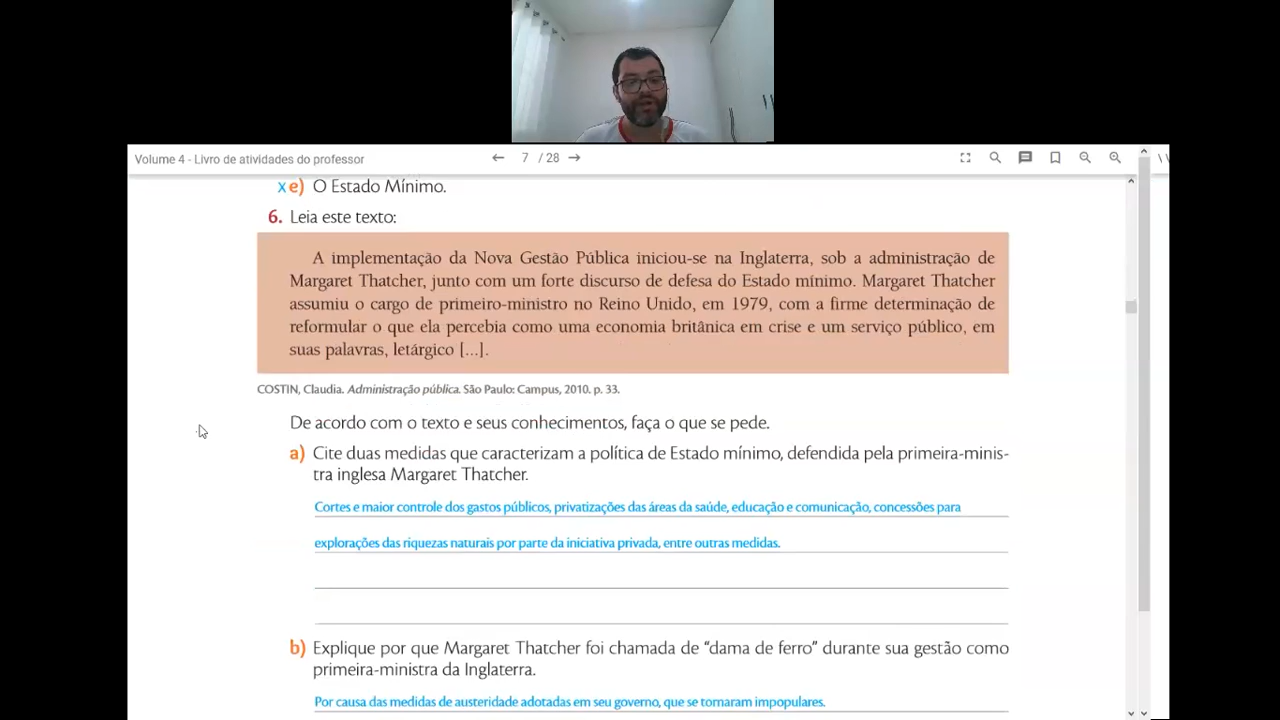 Volume 4 - Livro de atividades do professor
7 / 28
x e) O Estado Mínimo.
6. Leia este texto:
A implementação da Nova Gestão Pública iniciou-se na Inglaterra, sob a administração de
Margaret Thatcher, junto com um forte discurso de defesa do Estado mínimo. Margaret Thatcher
assumiu o cargo de primeiro-ministro no Reino Unido, em 1979, com a firme determinação de
reformular o que ela percebia como uma economia britânica em crise e um serviço público, em
suas palavras, letárgico [...].
COSTIN, Claudia. Administração pública. São Paulo: Campus, 2010. p. 33.
De acordo com o texto e seus conhecimentos, faça o que se pede.
a) Cite duas medidas que caracterizam a política de Estado mínimo, defendida pela primeira-minis-
tra inglesa Margaret Thatcher.
Cortes e maior controle dos gastos públicos, privatizações das áreas da saúde, educação e comunicação, concessões para
explorações das riquezas naturais por parte da iniciativa privada, entre outras medidas.
b) Explique por que Margaret Thatcher foi chamada de “dama de ferro” durante sua gestão como
primeira-ministra da Inglaterra.
Por causa das medidas de austeridade adotadas em seu governo, que se tornaram impopulares.